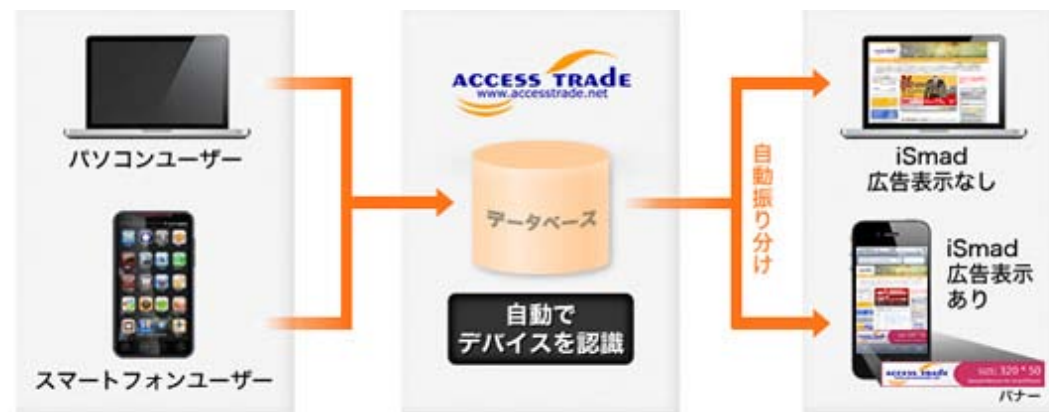 パソコンユーザー
スマートフォンユーザー
ACCESS TRADE
www.accesstrade.net
データベース
自動で
デバイスを認識
自動振り分け
iSmad
広告表示なし
iSmad
広告表示
あり
ACCESS TRADE
SIZE: 320 * 50
バナー